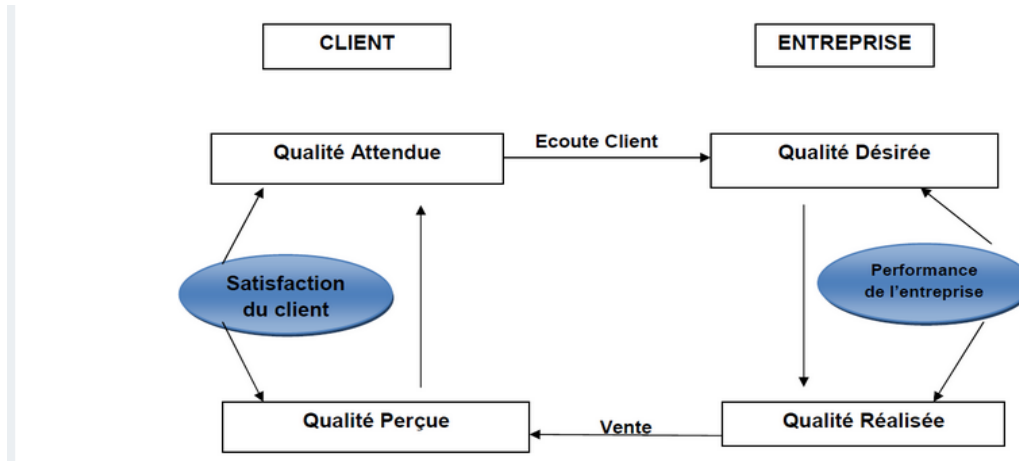 CLIENT
ENTREPRISE
Qualité Attendue
Ecoute Client
Qualité Désirée
Satisfaction
du client
Performance
de l'entreprise
Qualité Perçue
Vente
Qualité Réalisée